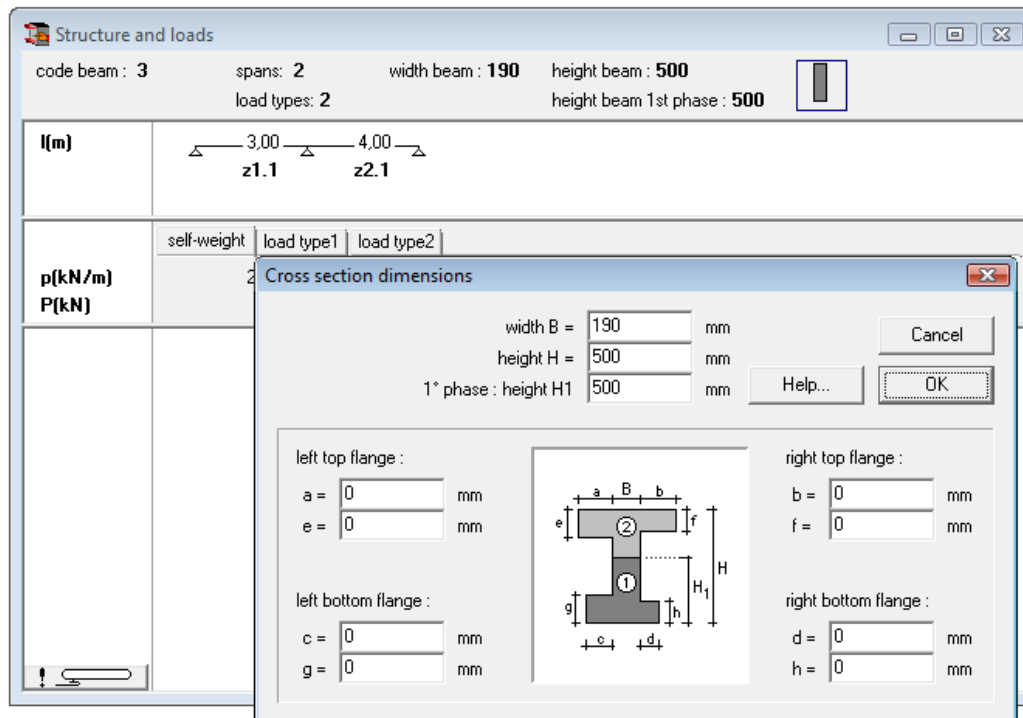 Structure and loads
code beam : 3 spans: 2 width beam : 190 height beam : 500
load types: 2 height beam 1st phase : 500
l(m) 3,00 4,00
z1.1 z2.1
self-weight load type1 load type2
p(kN/m) 2
P(kN)
Cross section dimensions
width B = 190 mm
height H = 500 mm
1° phase : height H1 500 mm
Cancel
Help... OK
left top flange :
a = 0 mm
e = 0 mm
right top flange :
b = 0 mm
f = 0 mm
left bottom flange :
c = 0 mm
g = 0 mm
right bottom flange :
d = 0 mm
h = 0 mm
a B b
e 2 f
H
1 H1
g h
c d